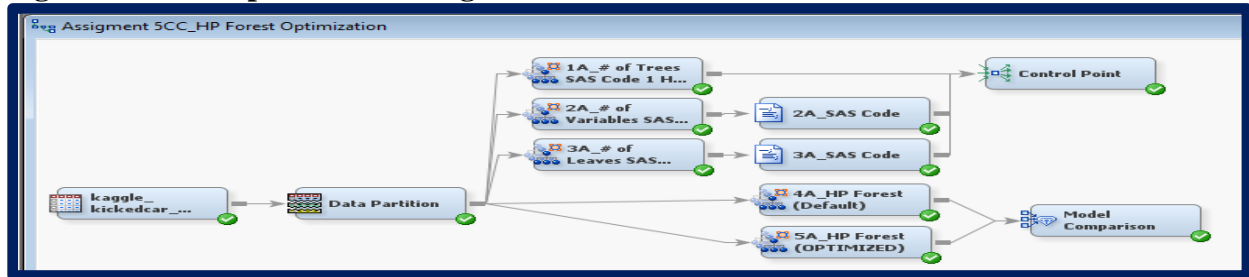 Assigment 5CC_HP Forest Optimization
1A_# of Trees
SAS Code 1 H...
Control Point
2A_# of
Variables SAS...
2A_SAS Code
3A_# of
Leaves SAS...
3A_SAS Code
kaggle_
kickedcar_...
Data Partition
4A_HP Forest
(Default)
Model
Comparison
5A_HP Forest
(OPTIMIZED)